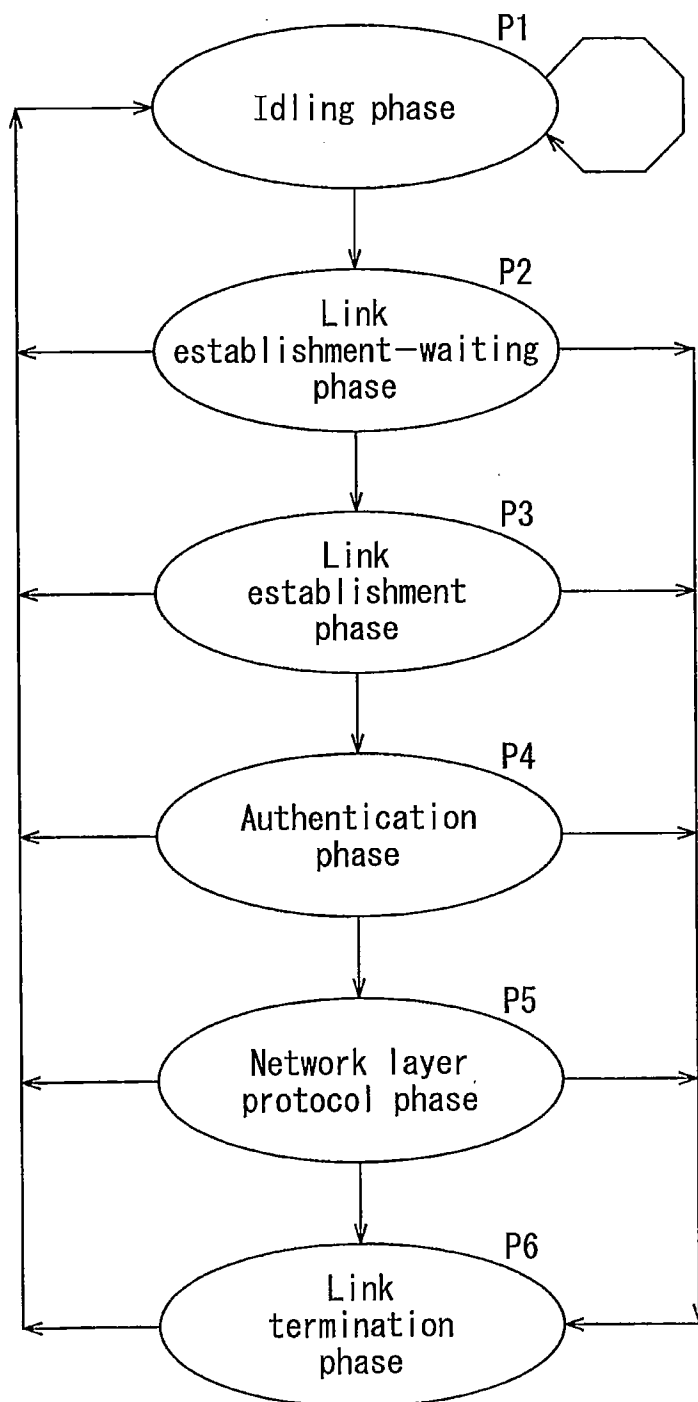 P1
Idling phase
P2
Link
establishment-waiting
phase
P3
Link
establishment
phase
P4
Authentication
phase
P5
Network layer
protocol phase
P6
Link
termination
phase